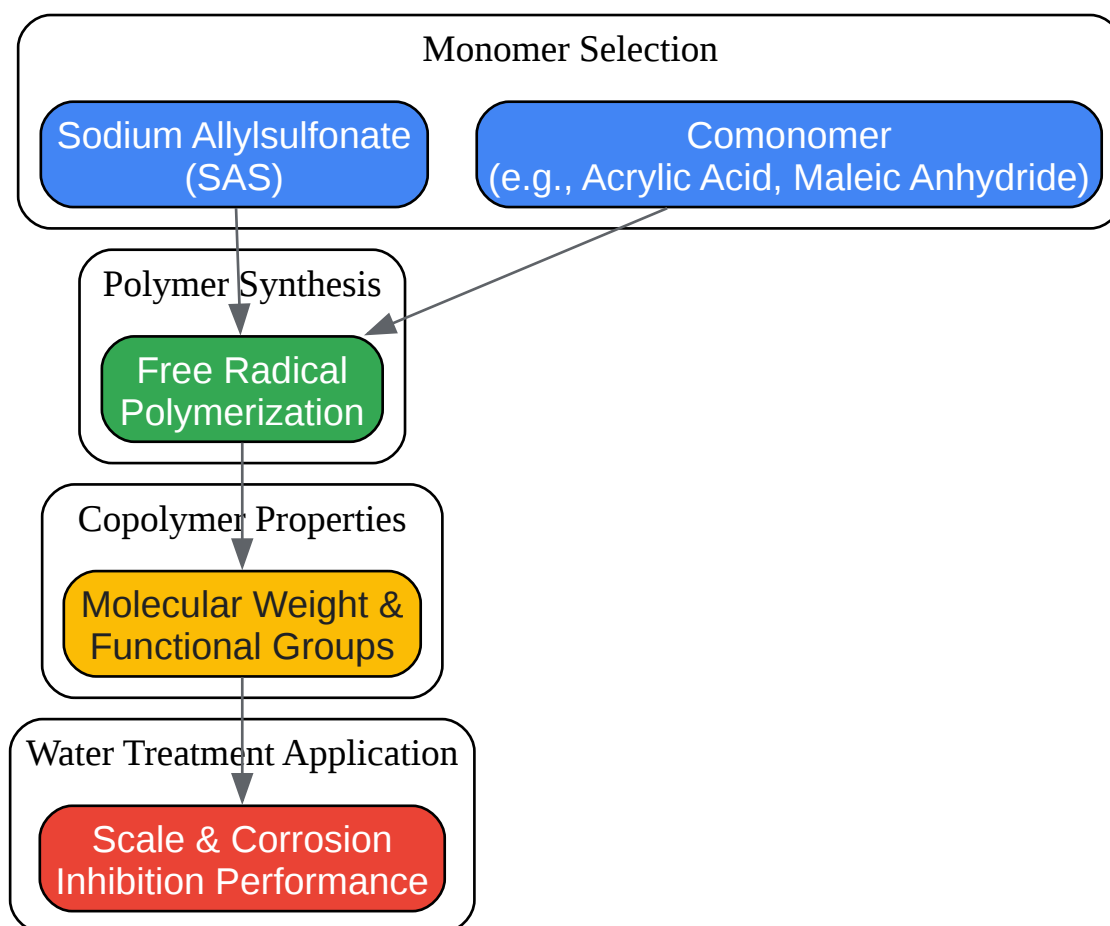 Monomer Selection
Sodium Allylsulfonate
(SAS)
Comonomer
(e.g., Acrylic Acid, Maleic Anhydride)
Polymer Synthesis
Free Radical
Polymerization
Copolymer Properties
Molecular Weight &
Functional Groups
Water Treatment Application
Scale & Corrosion
Inhibition Performance